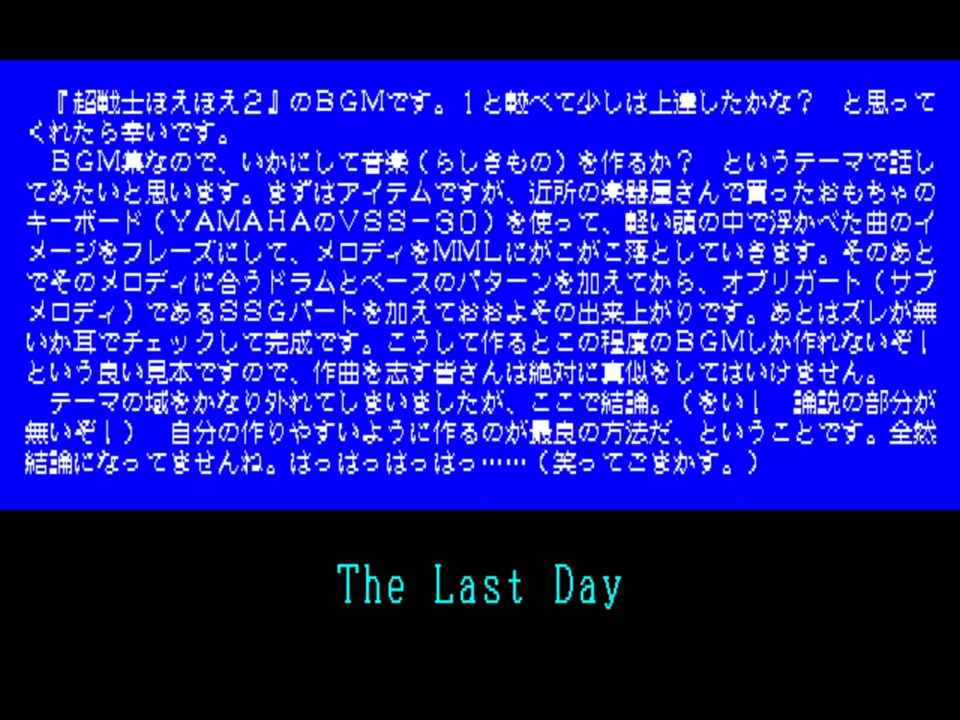 『超戦士ほえほえ２』のＢＧＭです。１と較べて少しは上達したかな？　と思って
くれたら幸いです。
ＢＧＭ集なので、いかにして音楽（らしきもの）を作るか？　というテーマで話し
てみたいと思います。まずはアイテムですが、近所の楽器屋さんで買ったおもちゃの
キーボード（ＹＡＭＡＨＡのＶＳＳ－３０）を使って、軽い頭の中で浮かべた曲のイ
メージをフレーズにして、メロディをＭＭＬにがこがこ落としていきます。そのあと
でそのメロディに合うドラムとベースのパターンを加えてから、オブリガート（サブ
メロディ）であるＳＳＧパートを加えておおよその出来上がりです。あとはズレが無
いか耳でチェックして完成です。こうして作るとこの程度のＢＧＭしか作れないぞ！
という良い見本ですので、作曲を志す皆さんは絶対に真似をしてはいけません。
テーマの域をかなり外れてしまいましたが、ここで結論。（をい！　論説の部分が
無いぞ！）　自分の作りやすいように作るのが最良の方法だ、ということです。全然
結論になってませんね。はっはっはっはっ……（笑ってごまかす。）
The Last Day